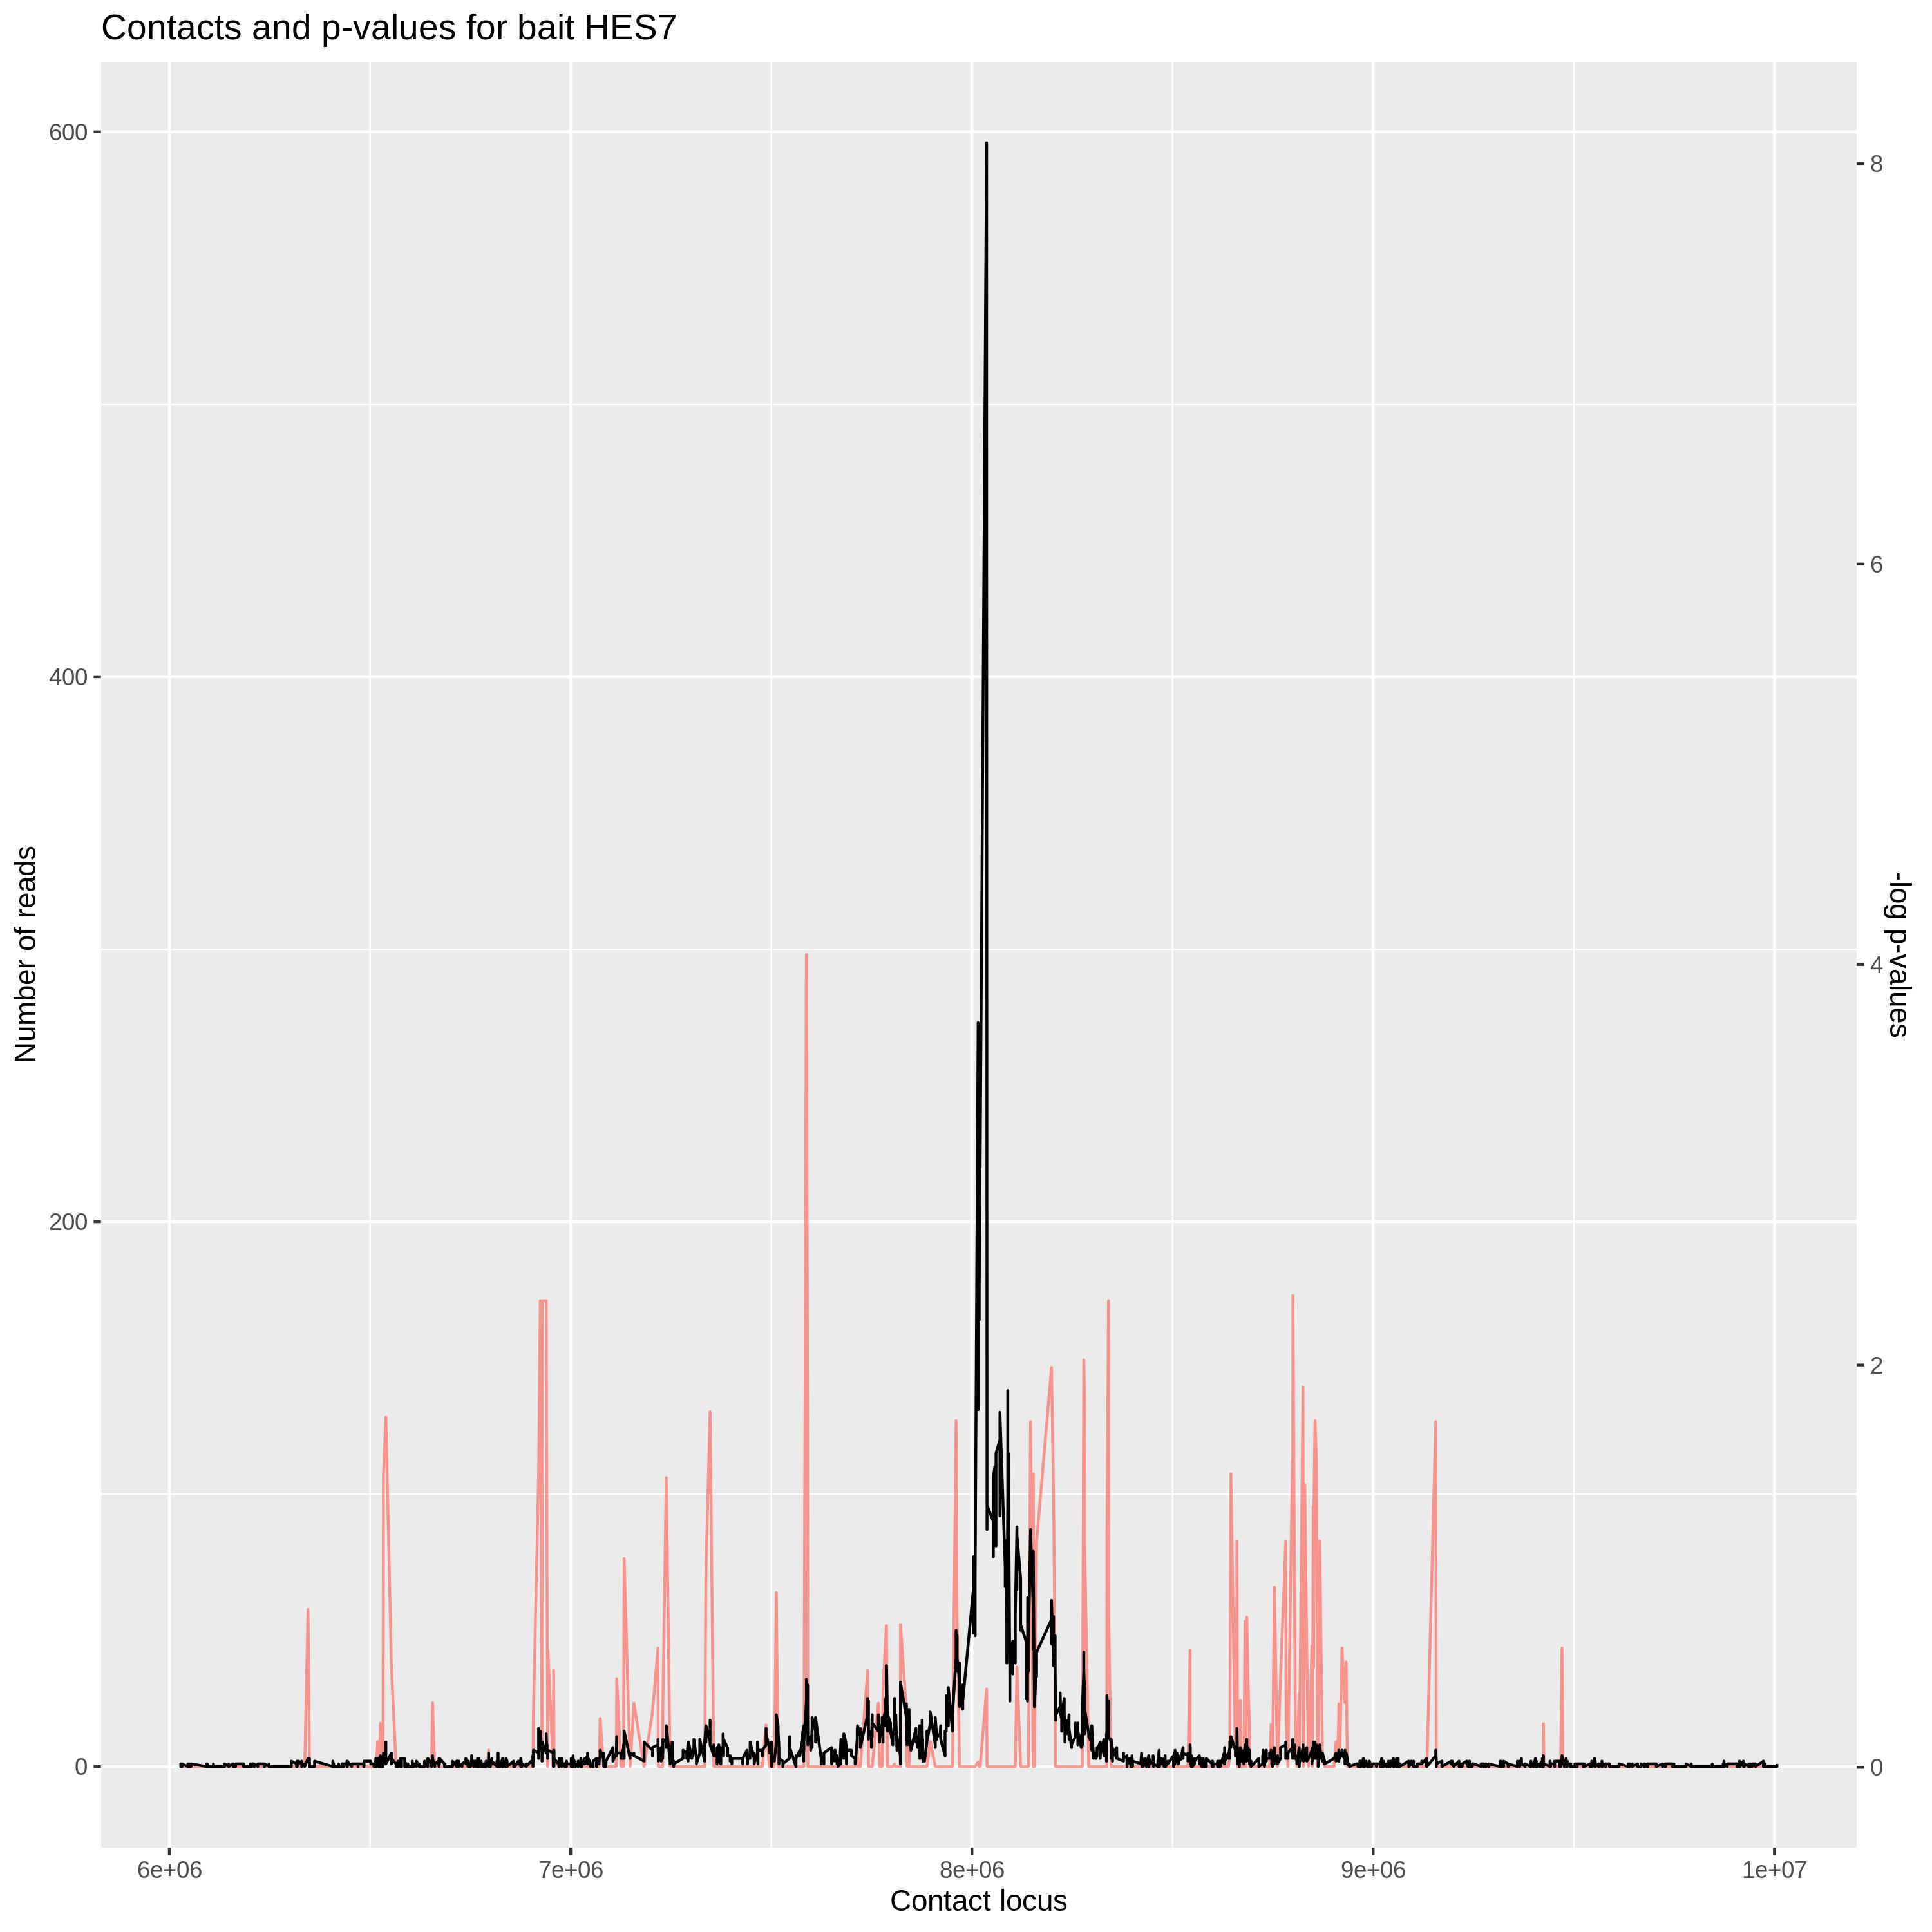 Contacts and p-values for bait HES7
600
400
200
0
8
6
4
2
0
Number of reads
-log p-values
6e+06
7e+06
8e+06
9e+06
1e+07
Contact locus